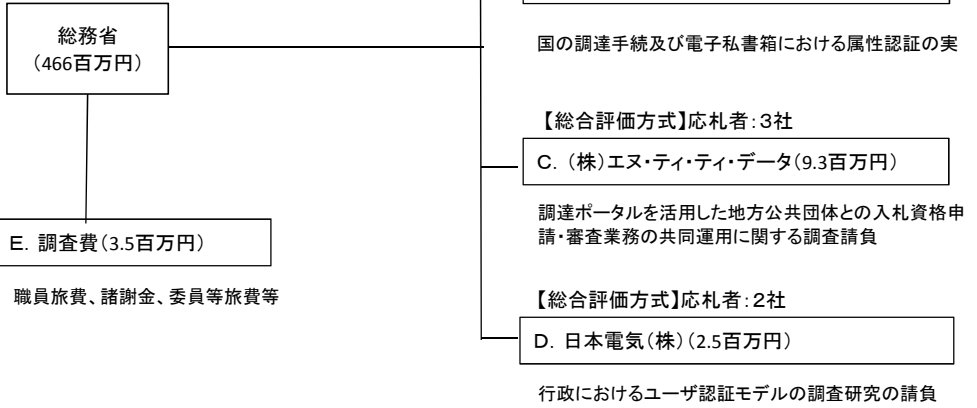 総務省
(466百万円)
国の調達手続及び電子私書箱における属性認証の実
【総合評価方式】応札者:3社
C. (株)エヌ・ティ・ティ・データ(9.3百万円)
調達ポータルを活用した地方公共団体との入札資格申
請・審査業務の共同運用に関する調査請負
E. 調査費(3.5百万円)
職員旅費、諸謝金、委員等旅費等
【総合評価方式】応札者:2社
D. 日本電気(株)(2.5百万円)
行政におけるユーザ認証モデルの調査研究の請負